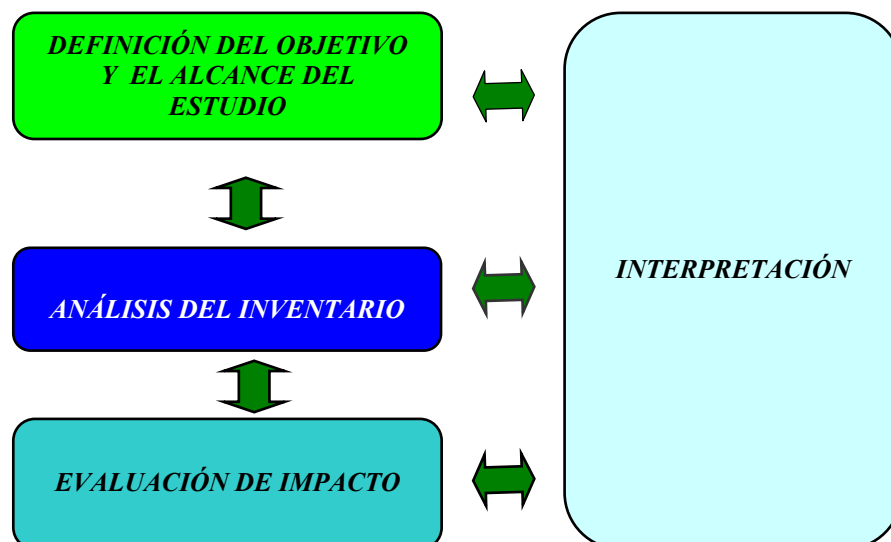 DEFINICIÓN DEL OBJETIVO
Y EL ALCANCE DEL
ESTUDIO
INTERPRETACIÓN
ANÁLISIS DEL INVENTARIO
EVALUACIÓN DE IMPACTO